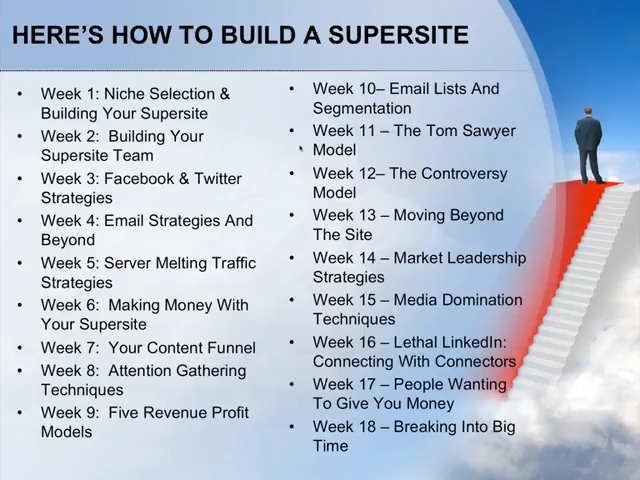 HERE'S HOW TO BUILD A SUPERSITE
• Week 1: Niche Selection &
Building Your Supersite
• Week 2:  Building Your
Supersite Team
• Week 3: Facebook & Twitter
Strategies
• Week 4: Email Strategies And
Beyond
• Week 5: Server Melting Traffic
Strategies
• Week 6:  Making Money With
Your Supersite
• Week 7:  Your Content Funnel
• Week 8:  Attention Gathering
Techniques
• Week 9:  Five Revenue Profit
Models
• Week 10– Email Lists And
Segmentation
• Week 11 – The Tom Sawyer
Model
• Week 12– The Controversy
Model
• Week 13 – Moving Beyond
The Site
• Week 14 – Market Leadership
Strategies
• Week 15 – Media Domination
Techniques
• Week 16 – Lethal LinkedIn:
Connecting With Connectors
• Week 17 – People Wanting
To Give You Money
• Week 18 – Breaking Into Big
Time